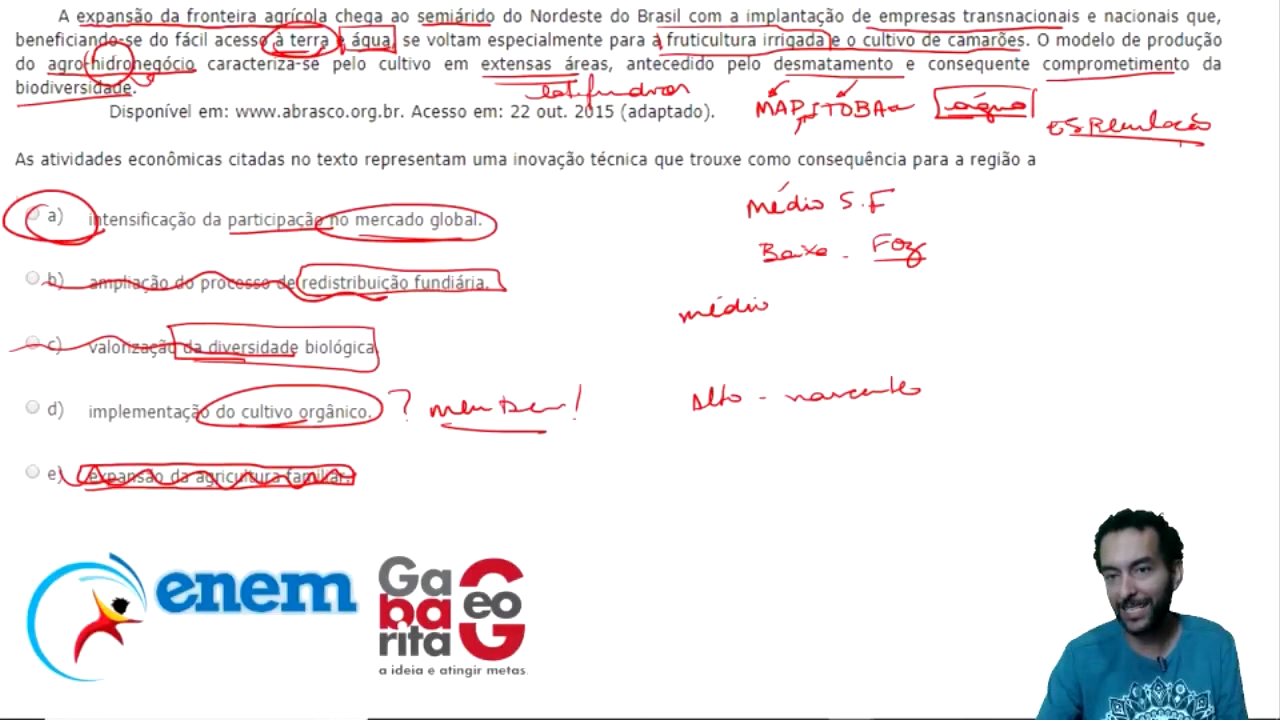 A expansão da fronteira agrícola chega ao semiárido do Nordeste do Brasil com a implantação de empresas transnacionais e nacionais que,
beneficiando-se do fácil acesso à terra e água, se voltam especialmente para a fruticultura irrigada e o cultivo de camarões. O modelo de produção
do agro-hidronegócio caracteriza-se pelo cultivo em extensas áreas, antecedido pelo desmatamento e consequente comprometimento da
biodiversidade.
latifundios
Disponível em: www.abrasco.org.br. Acesso em: 22 out. 2015 (adaptado).
MAPITOBA
água
ESPeculação
As atividades econômicas citadas no texto representam uma inovação técnica que trouxe como consequência para a região a
a) intensificação da participação no mercado global.
Médio S.F
Baixo - Foz
b) ampliação do processo de redistribuição fundiária.
médio
c) valorização da diversidade biológica.
d) implementação do cultivo orgânico. ?
Alto - nascentes
e) expansão da agricultura familiar.
enem
Ga
ba
rita
Geo
a ideia e atingir metas.